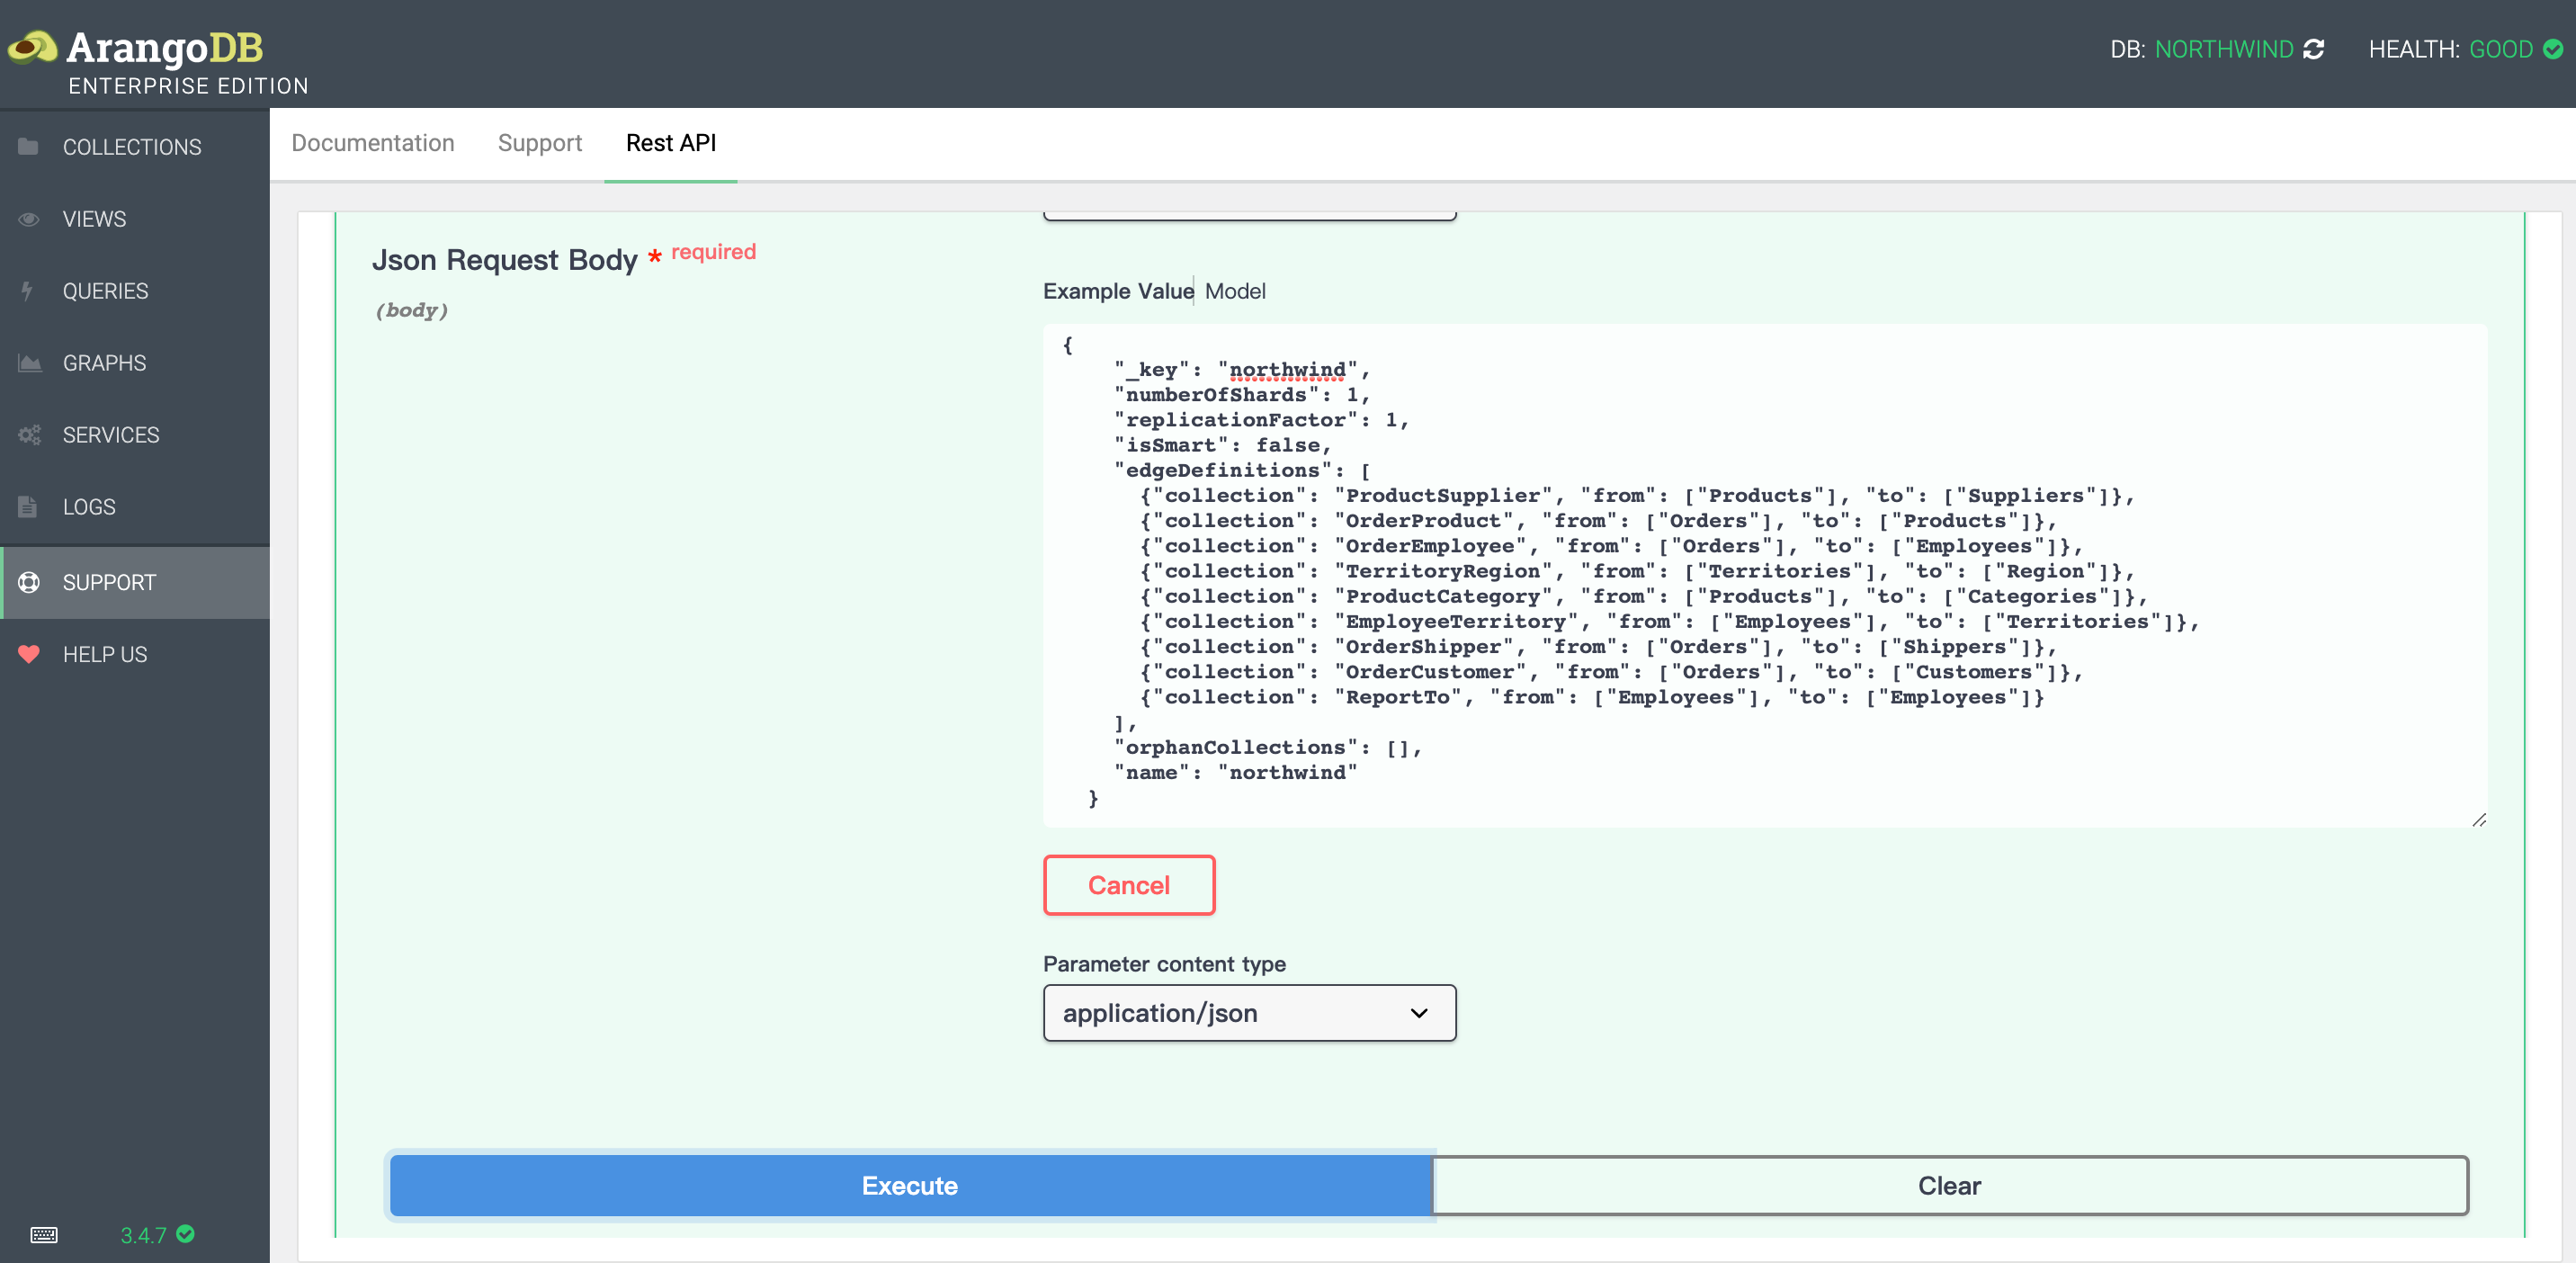 ArangoDB
ENTERPRISE EDITION
DB: NORTHWIND
HEALTH: GOOD
COLLECTIONS
VIEWS
QUERIES
GRAPHS
SERVICES
LOGS
SUPPORT
HELP US
3.4.7
Documentation Support Rest API
Json Request Body * required
(body)
Example Value Model
{
    "_key": "northwind",
    "numberOfShards": 1,
    "replicationFactor": 1,
    "isSmart": false,
    "edgeDefinitions": [
      {"collection": "ProductSupplier", "from": ["Products"], "to": ["Suppliers"]},
      {"collection": "OrderProduct", "from": ["Orders"], "to": ["Products"]},
      {"collection": "OrderEmployee", "from": ["Orders"], "to": ["Employees"]},
      {"collection": "TerritoryRegion", "from": ["Territories"], "to": ["Region"]},
      {"collection": "ProductCategory", "from": ["Products"], "to": ["Categories"]},
      {"collection": "EmployeeTerritory", "from": ["Employees"], "to": ["Territories"]},
      {"collection": "OrderShipper", "from": ["Orders"], "to": ["Shippers"]},
      {"collection": "OrderCustomer", "from": ["Orders"], "to": ["Customers"]},
      {"collection": "ReportTo", "from": ["Employees"], "to": ["Employees"]}
    ],
    "orphanCollections": [],
    "name": "northwind"
  }
Cancel
Parameter content type
application/json
Execute
Clear